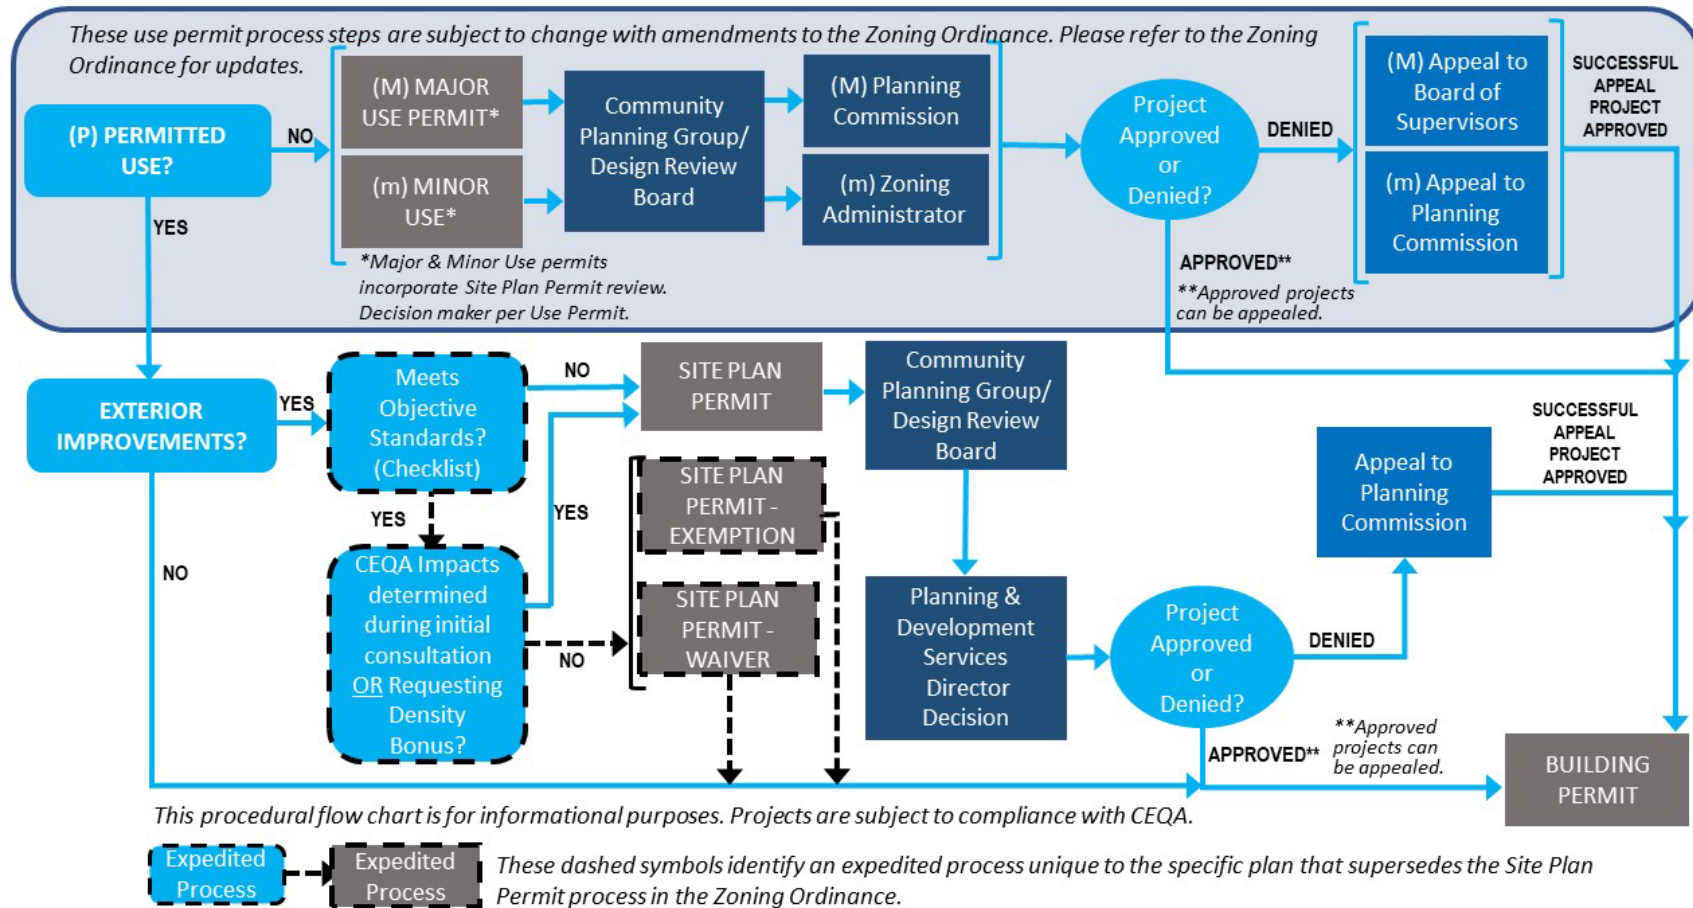 These use permit process steps are subject to change with amendments to the Zoning Ordinance. Please refer to the Zoning
Ordinance for updates.
(P) PERMITTED
USE?
NO
(M) MAJOR
USE PERMIT*
(m) MINOR
USE*
*Major & Minor Use permits
incorporate Site Plan Permit review.
Decision maker per Use Permit.
Community
Planning Group/
Design Review
Board
(M) Planning
Commission
(m) Zoning
Administrator
Project
Approved
or
Denied?
DENIED
APPROVED**
**Approved projects
can be appealed.
(M) Appeal to
Board of
Supervisors
(m) Appeal to
Planning
Commission
SUCCESSFUL
APPEAL
PROJECT
APPROVED
YES
EXTERIOR
IMPROVEMENTS?
YES
NO
Meets
Objective
Standards?
(Checklist)
NO
YES
CEQA Impacts
determined
during initial
consultation
OR Requesting
Density
Bonus?
YES
NO
SITE PLAN
PERMIT
SITE PLAN
PERMIT -
EXEMPTION
SITE PLAN
PERMIT -
WAIVER
Community
Planning Group/
Design Review
Board
Planning &
Development
Services
Director
Decision
Project
Approved
or
Denied?
DENIED
APPROVED**
**Approved
projects can
be appealed.
Appeal to
Planning
Commission
SUCCESSFUL
APPEAL
PROJECT
APPROVED
BUILDING
PERMIT
This procedural flow chart is for informational purposes. Projects are subject to compliance with CEQA.
Expedited
Process
Expedited
Process
These dashed symbols identify an expedited process unique to the specific plan that supersedes the Site Plan
Permit process in the Zoning Ordinance.